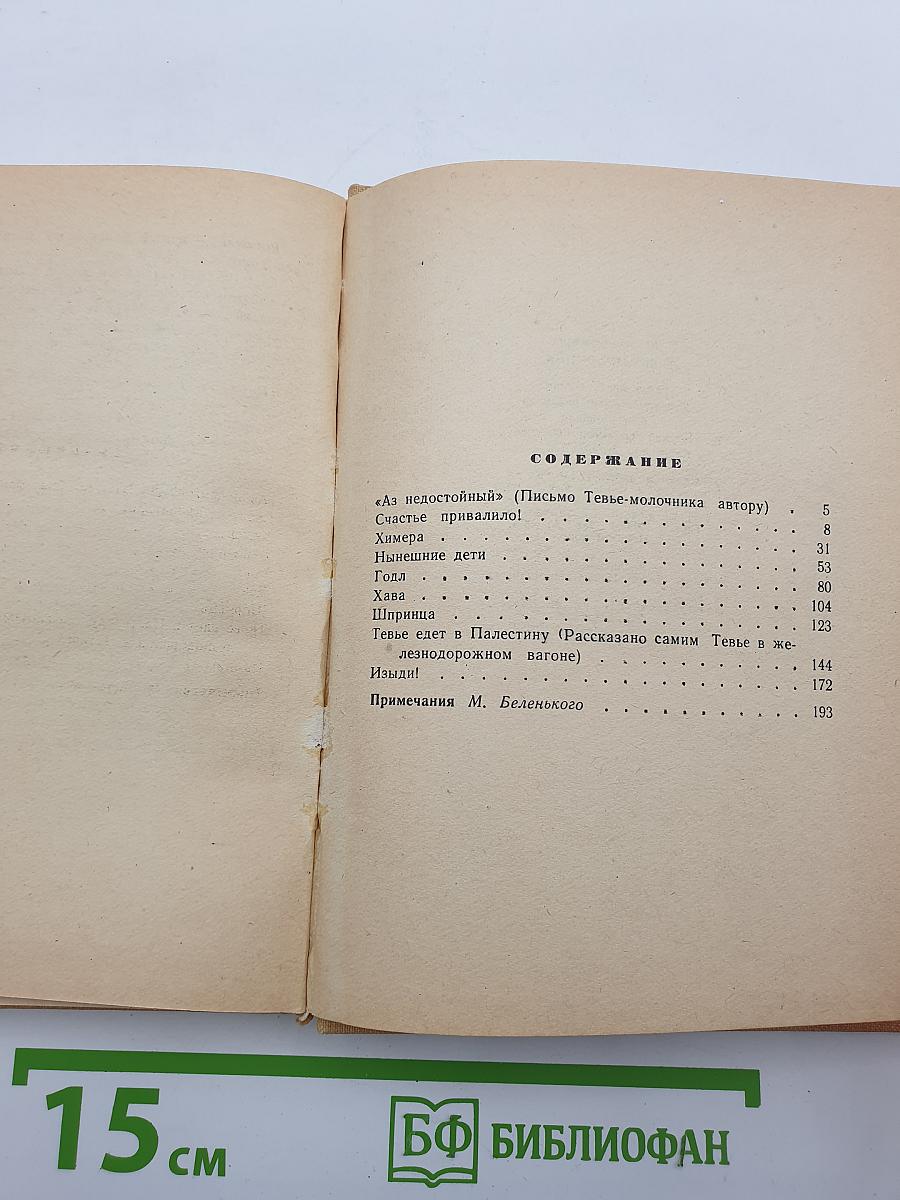 СОДЕРЖАНИЕ
«Аз недостойный» (Письмо Тевье-молочника автору) . 5
Счастье привалило! . . . . . . . . . . . . . . 8
Химера . . . . . . . . . . . . . . . . . . . 31
Нынешние дети . . . . . . . . . . . . . . . . 53
Годл . . . . . . . . . . . . . . . . . . . . 80
Хава . . . . . . . . . . . . . . . . . . . . 104
Шпринца . . . . . . . . . . . . . . . . . . 123
Тевье едет в Палестину (Рассказано самим Тевье в же-
лезнодорожном вагоне) . . . . . . . . . . . 144
Изыди! . . . . . . . . . . . . . . . . . . . 172
Примечания М. Беленького . . . . . . . . . . . 193
15 см
БФ БИБЛИОФАН